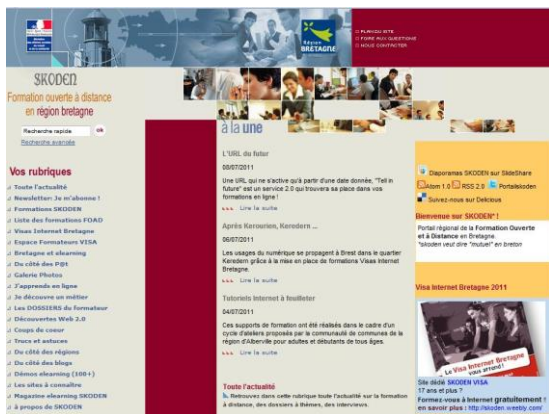 PLAN DU SITE
FOIRE AUX QUESTIONS
NOUS CONTACTER
Région
BRETAGNE
SKODEN
Formation ouverte à distance
en région bretagne
Recherche rapide
ok
Recherche avancée
Vos rubriques
Toute l'actualité
Newsletter: Je m'abonne !
Formations SKODEN
Liste des formations FOAD
Visas Internet Bretagne
Espace Formateurs VISA
Bretagne et elearning
Du côté des P@t
Galerie Photos
J'apprends en ligne
Je découvre un métier
Les DOSSIERS du formateur
Découvertes Web 2.0
Coups de coeur
Trucs et astuces
Du côté des régions
Du côté des blogs
Démos elearning (100+)
Les sites à connaître
Magazine elearning SKODEN
à propos de SKODEN
à la une
L'URL du futur
08/07/2011
Une URL qui ne s'active qu'à partir d'une date donnée, "Tell in
future" est un service 2.0 qui trouvera sa place dans vos
formations en ligne !
Lire la suite
Après Kerourien, Keredern ...
06/07/2011
Les usages du numérique se propagent à Brest dans le quartier
Keredern grâce à la mise en place de formations Visas Internet
Bretagne.
Lire la suite
Tutoriels Internet à feuilleter
04/07/2011
Ces supports de formation ont été réalisés dans le cadre d'un
cycle d'ateliers proposés par la communauté de communes de la
région d'Alberville pour adultes et débutants de tous âges.
Lire la suite
Toute l'actualité
Retrouvez dans cette rubrique toute l'actualité sur la formation
à distance, des dossiers à thèmes, des interviews.
Diaporamas SKODEN sur SlideShare
Atom 1.0 RSS 2.0 Portailskoden
Suivez-nous sur Delicious
Bienvenue sur SKODEN* !
Portail régional de la Formation Ouverte
et à Distance en Bretagne.
*skoden veut dire "mutuel" en breton
Visa Internet Bretagne 2011
Le Visa Internet Bretagne
vous attend !
Site dédié SKODEN VISA
17 ans et plus ?
Formez-vous à Internet gratuitement !
en savoir plus : http://skoden.weebly.com/